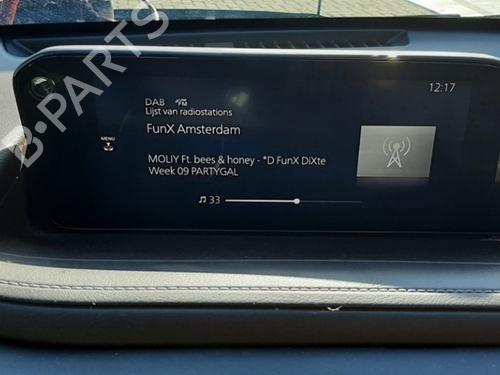 B-PARTS
12:17
DAB FM
Lijst van radiostations
FunX Amsterdam
MENU
MOLIY Ft. bees & honey - *D FunX DiXte
Week 09 PARTYGAL
33